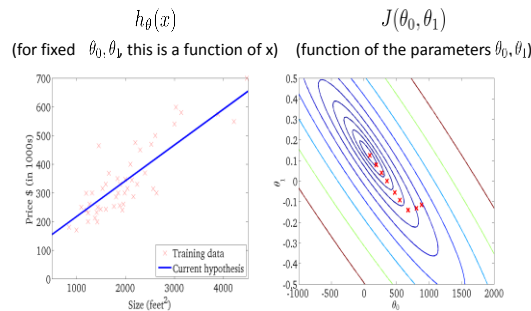 hθ(x)
(for fixed θ0, θ1, this is a function of x)
700
600
500
400
300
200
100
0
Price $ (in 1000s)
1000 2000 3000 4000
Size (feet²)
Training data
Current hypothesis
J(θ0, θ1)
(function of the parameters θ0, θ1)
0.5
0.4
0.3
0.2
0.1
0
-0.1
-0.2
-0.3
-0.4
-0.5
θ1
-1000 -500 0 500 1000 1500 2000
θ0